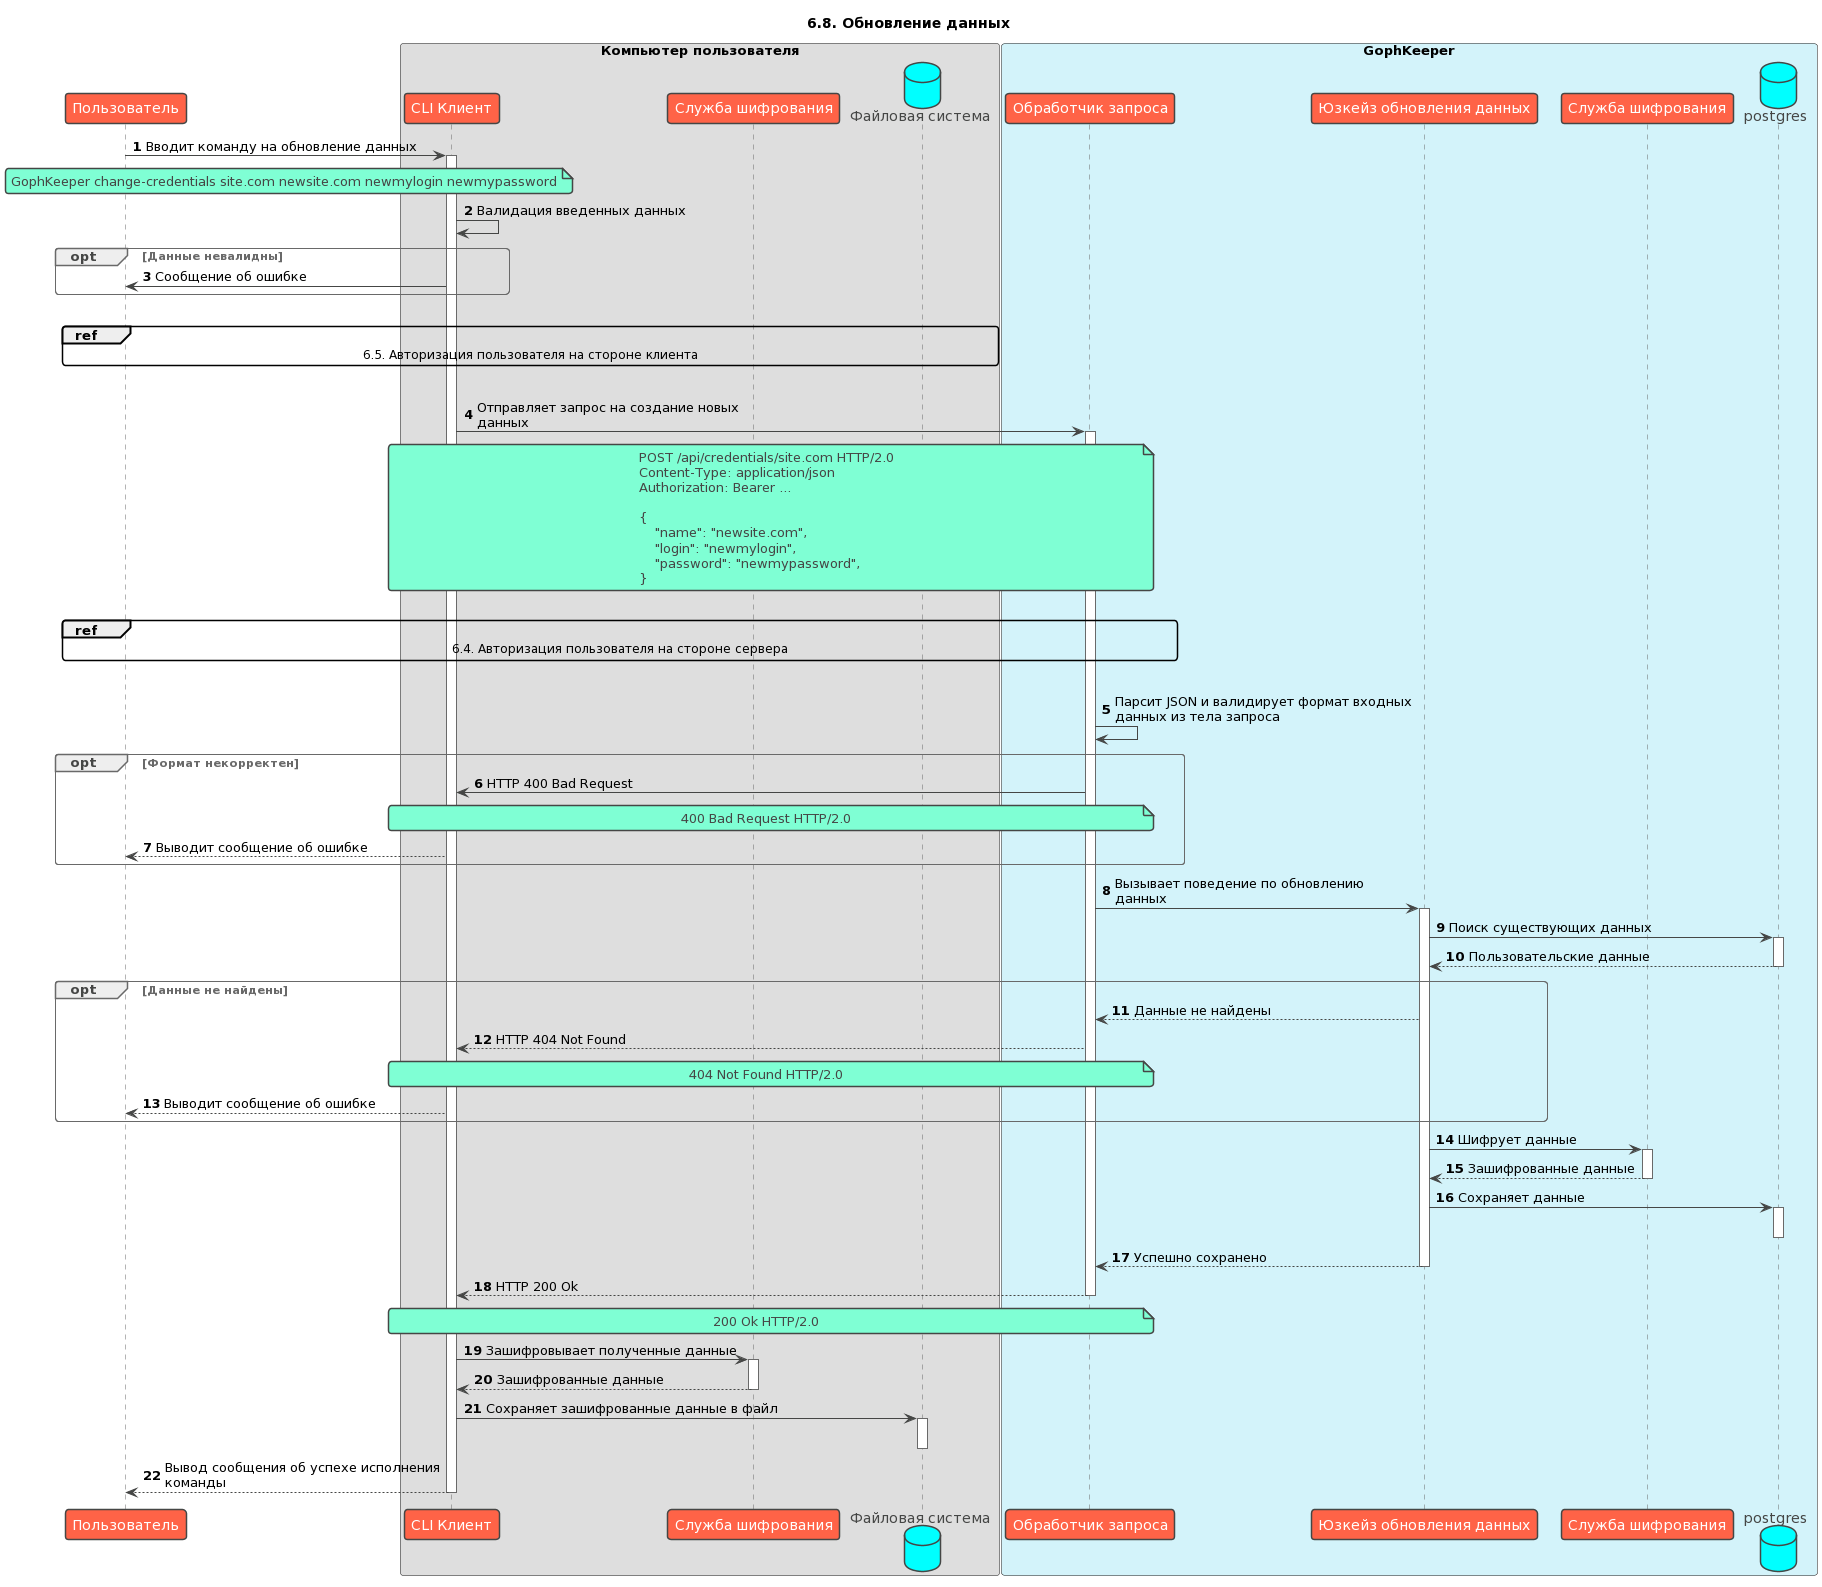 6.8. Обновление данных
Компьютер пользователя
GophKeeper
Пользователь
CLI Клиент
Служба шифрования
Файловая система
Обработчик запроса
Юзкейз обновления данных
Служба шифрования
postgres
1 Вводит команду на обновление данных
GophKeeper change-credentials site.com newsite.com newmylogin newmypassword
2 Валидация введенных данных
opt [Данные невалидны]
3 Сообщение об ошибке
ref
6.5. Авторизация пользователя на стороне клиента
4 Отправляет запрос на создание новых
данных
POST /api/credentials/site.com HTTP/2.0
Content-Type: application/json
Authorization: Bearer ...
{
"name": "newsite.com",
"login": "newmylogin",
"password": "newmypassword",
}
ref
6.4. Авторизация пользователя на стороне сервера
5 Парсит JSON и валидирует формат входных
данных из тела запроса
opt [Формат некорректен]
6 HTTP 400 Bad Request
400 Bad Request HTTP/2.0
7 Выводит сообщение об ошибке
8 Вызывает поведение по обновлению
данных
9 Поиск существующих данных
10 Пользовательские данные
opt [Данные не найдены]
11 Данные не найдены
12 HTTP 404 Not Found
404 Not Found HTTP/2.0
13 Выводит сообщение об ошибке
14 Шифрует данные
15 Зашифрованные данные
16 Сохраняет данные
17 Успешно сохранено
18 HTTP 200 Ok
200 Ok HTTP/2.0
19 Зашифровывает полученные данные
20 Зашифрованные данные
21 Сохраняет зашифрованные данные в файл
22 Вывод сообщения об успехе исполнения
команды
Пользователь
CLI Клиент
Служба шифрования
Файловая система
Обработчик запроса
Юзкейз обновления данных
Служба шифрования
postgres